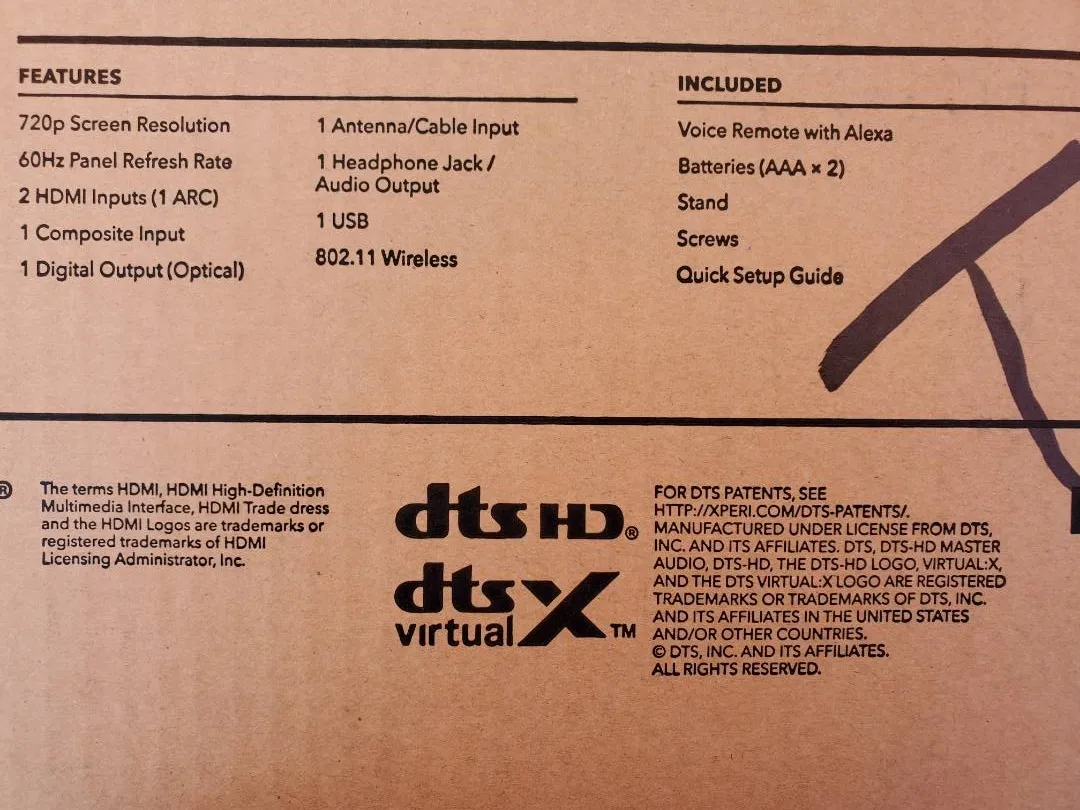 FEATURES
720p Screen Resolution
60Hz Panel Refresh Rate
2 HDMI Inputs (1 ARC)
1 Composite Input
1 Digital Output (Optical)
1 Antenna/Cable Input
1 Headphone Jack /
Audio Output
1 USB
802.11 Wireless
INCLUDED
Voice Remote with Alexa
Batteries (AAA × 2)
Stand
Screws
Quick Setup Guide
®
The terms HDMI, HDMI High-Definition
Multimedia Interface, HDMI Trade dress
and the HDMI Logos are trademarks or
registered trademarks of HDMI
Licensing Administrator, Inc.
dts HD®
dts X
virtual ™
FOR DTS PATENTS, SEE
HTTP://XPERI.COM/DTS-PATENTS/.
MANUFACTURED UNDER LICENSE FROM DTS,
INC. AND ITS AFFILIATES. DTS, DTS-HD MASTER
AUDIO, DTS-HD, THE DTS-HD LOGO, VIRTUAL:X,
AND THE DTS VIRTUAL:X LOGO ARE REGISTERED
TRADEMARKS OR TRADEMARKS OF DTS, INC.
AND ITS AFFILIATES IN THE UNITED STATES
AND/OR OTHER COUNTRIES.
© DTS, INC. AND ITS AFFILIATES.
ALL RIGHTS RESERVED.